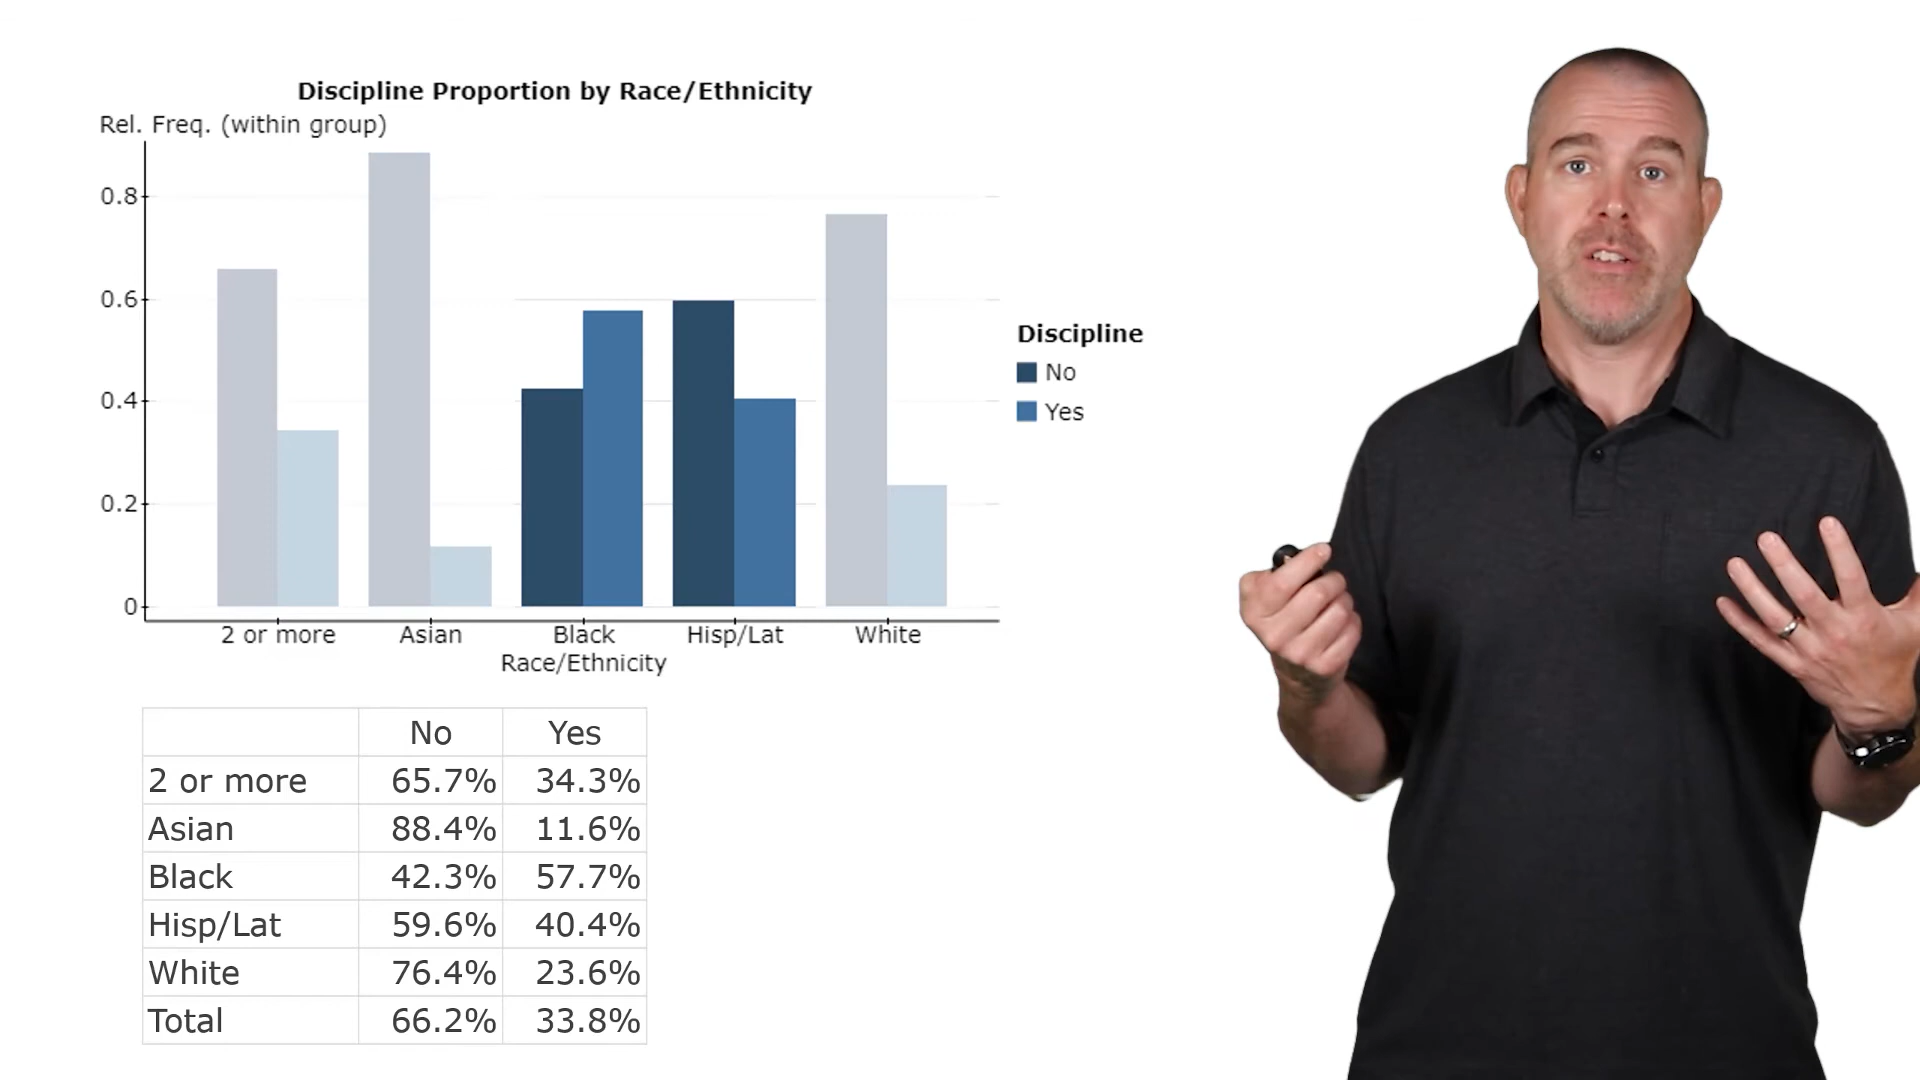 Discipline Proportion by Race/Ethnicity
Rel. Freq. (within group)
0.8
0.6
0.4
0.2
0
2 or more Asian Black Hisp/Lat White
Race/Ethnicity
Discipline
No
Yes
No Yes
2 or more 65.7% 34.3%
Asian 88.4% 11.6%
Black 42.3% 57.7%
Hisp/Lat 59.6% 40.4%
White 76.4% 23.6%
Total 66.2% 33.8%